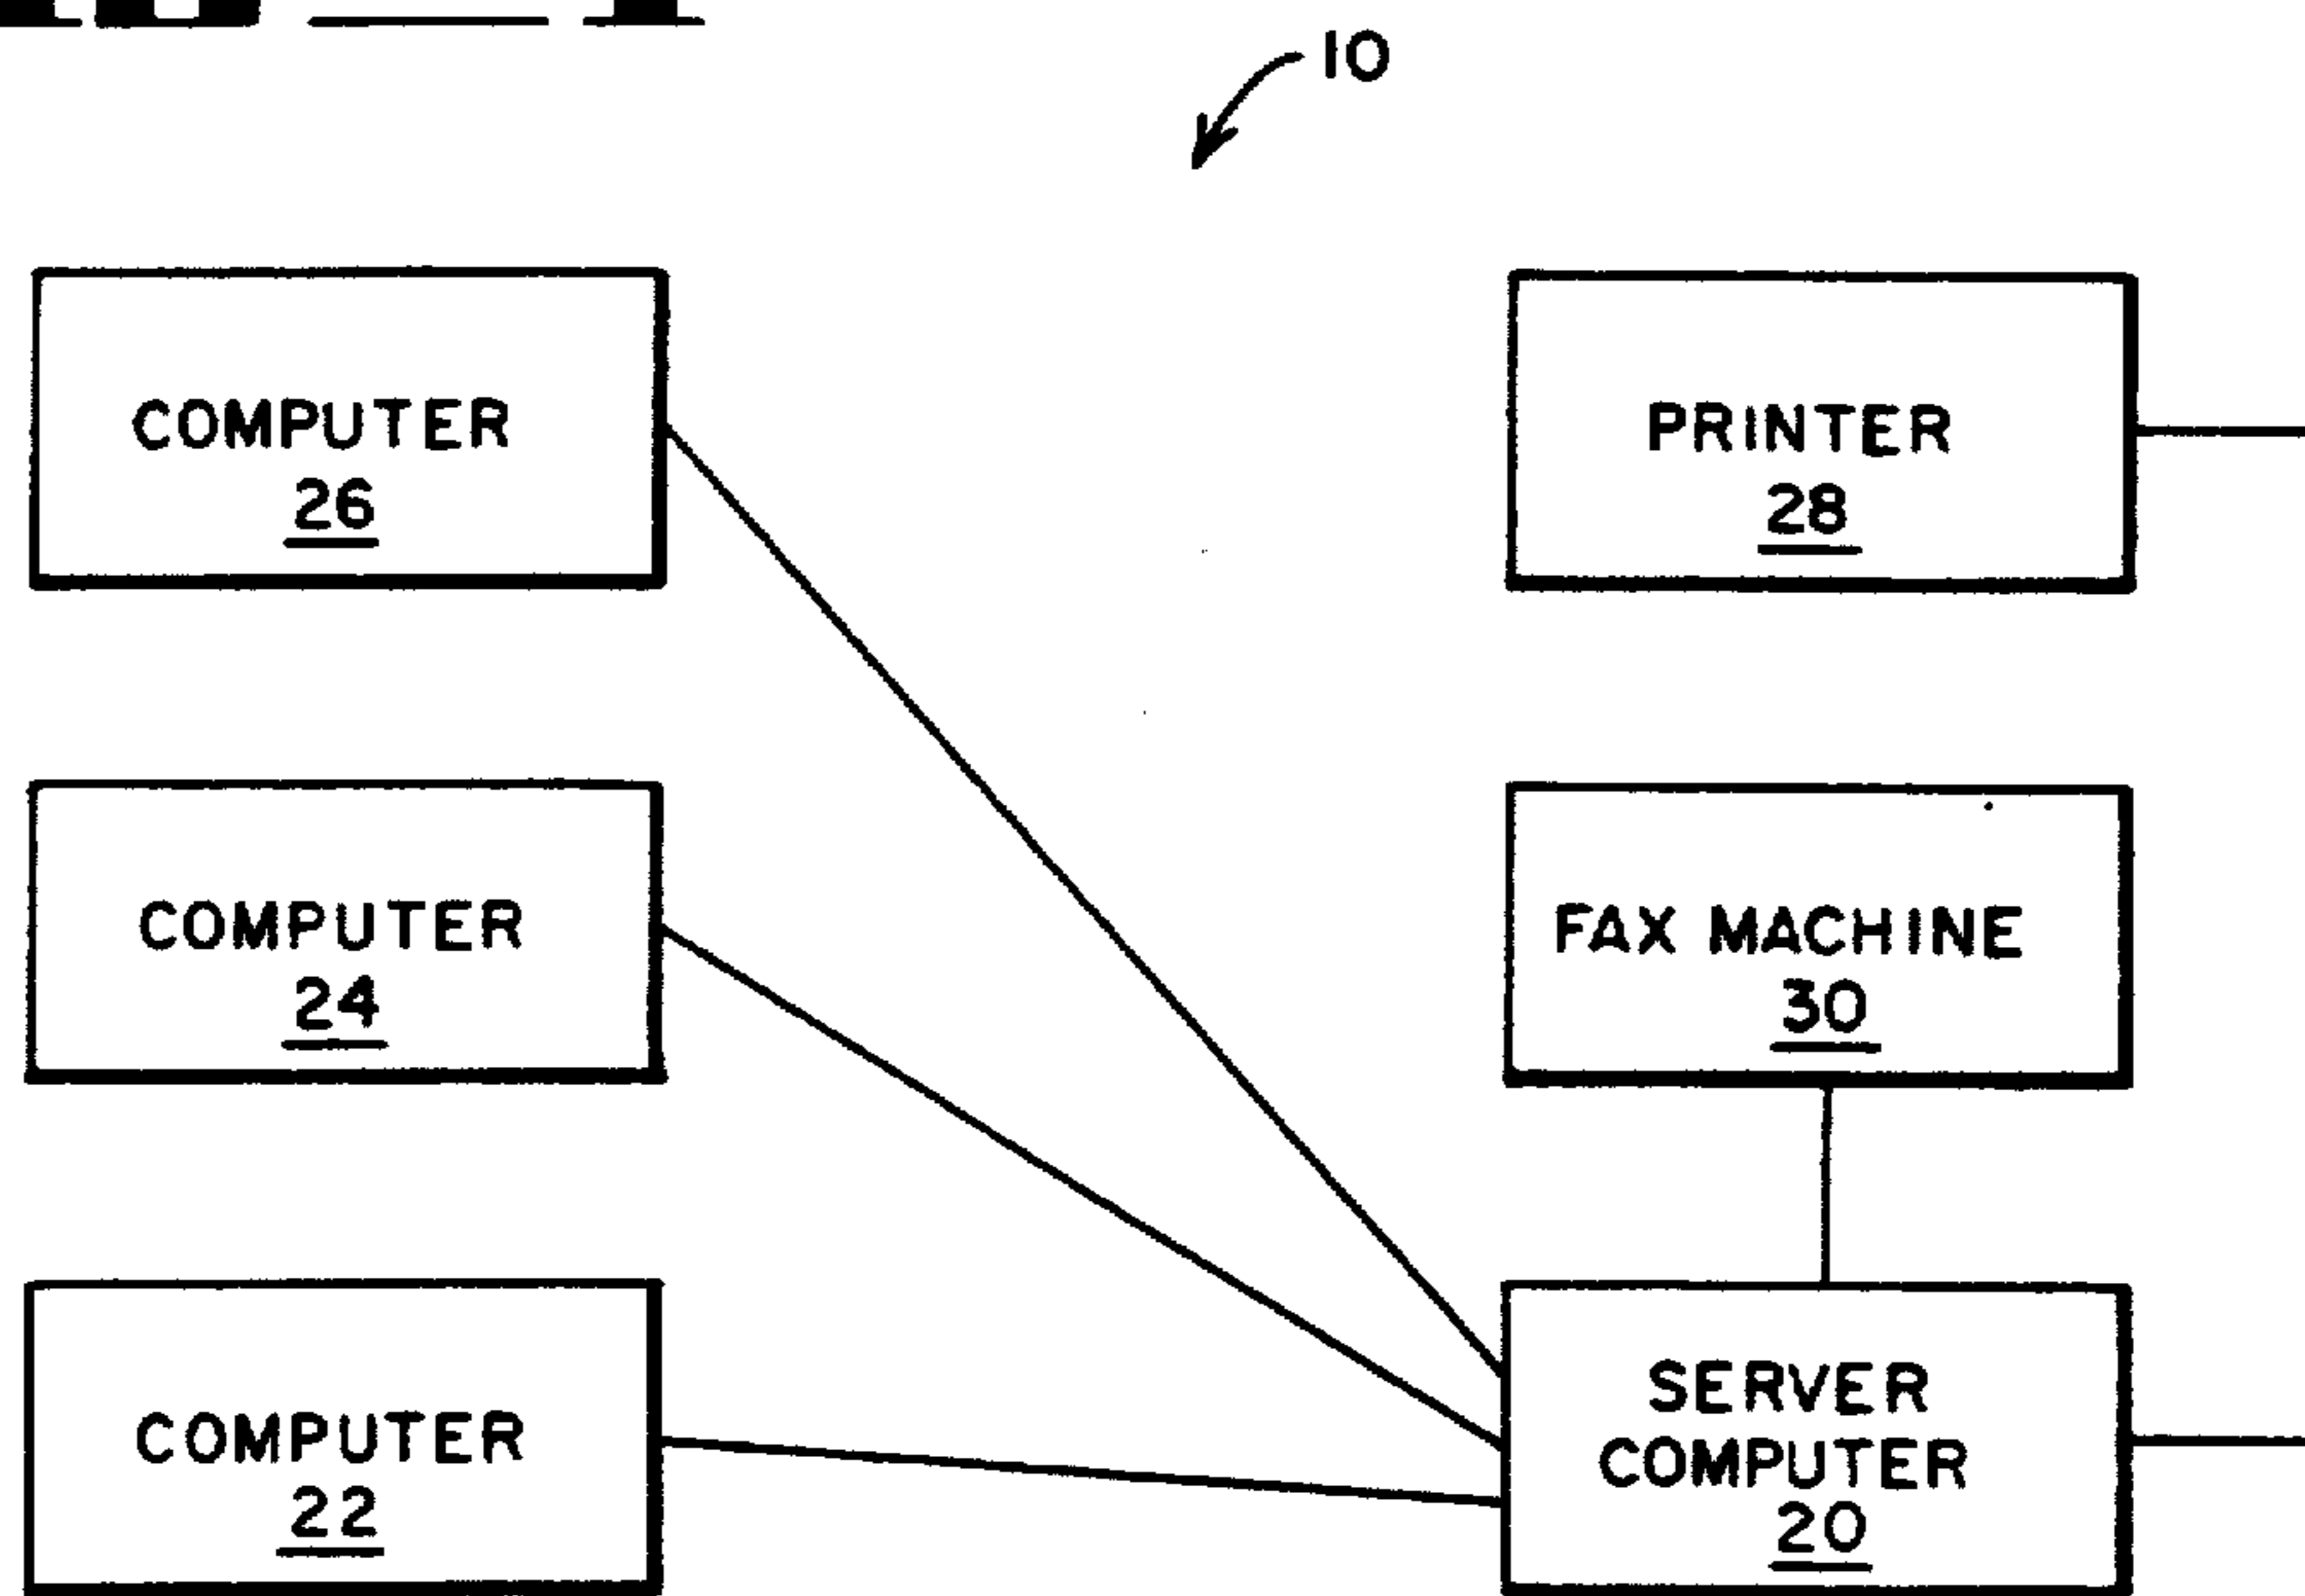 10
COMPUTER
26
PRINTER
28
COMPUTER
24
FAX MACHINE
30
COMPUTER
22
SERVER
COMPUTER
20